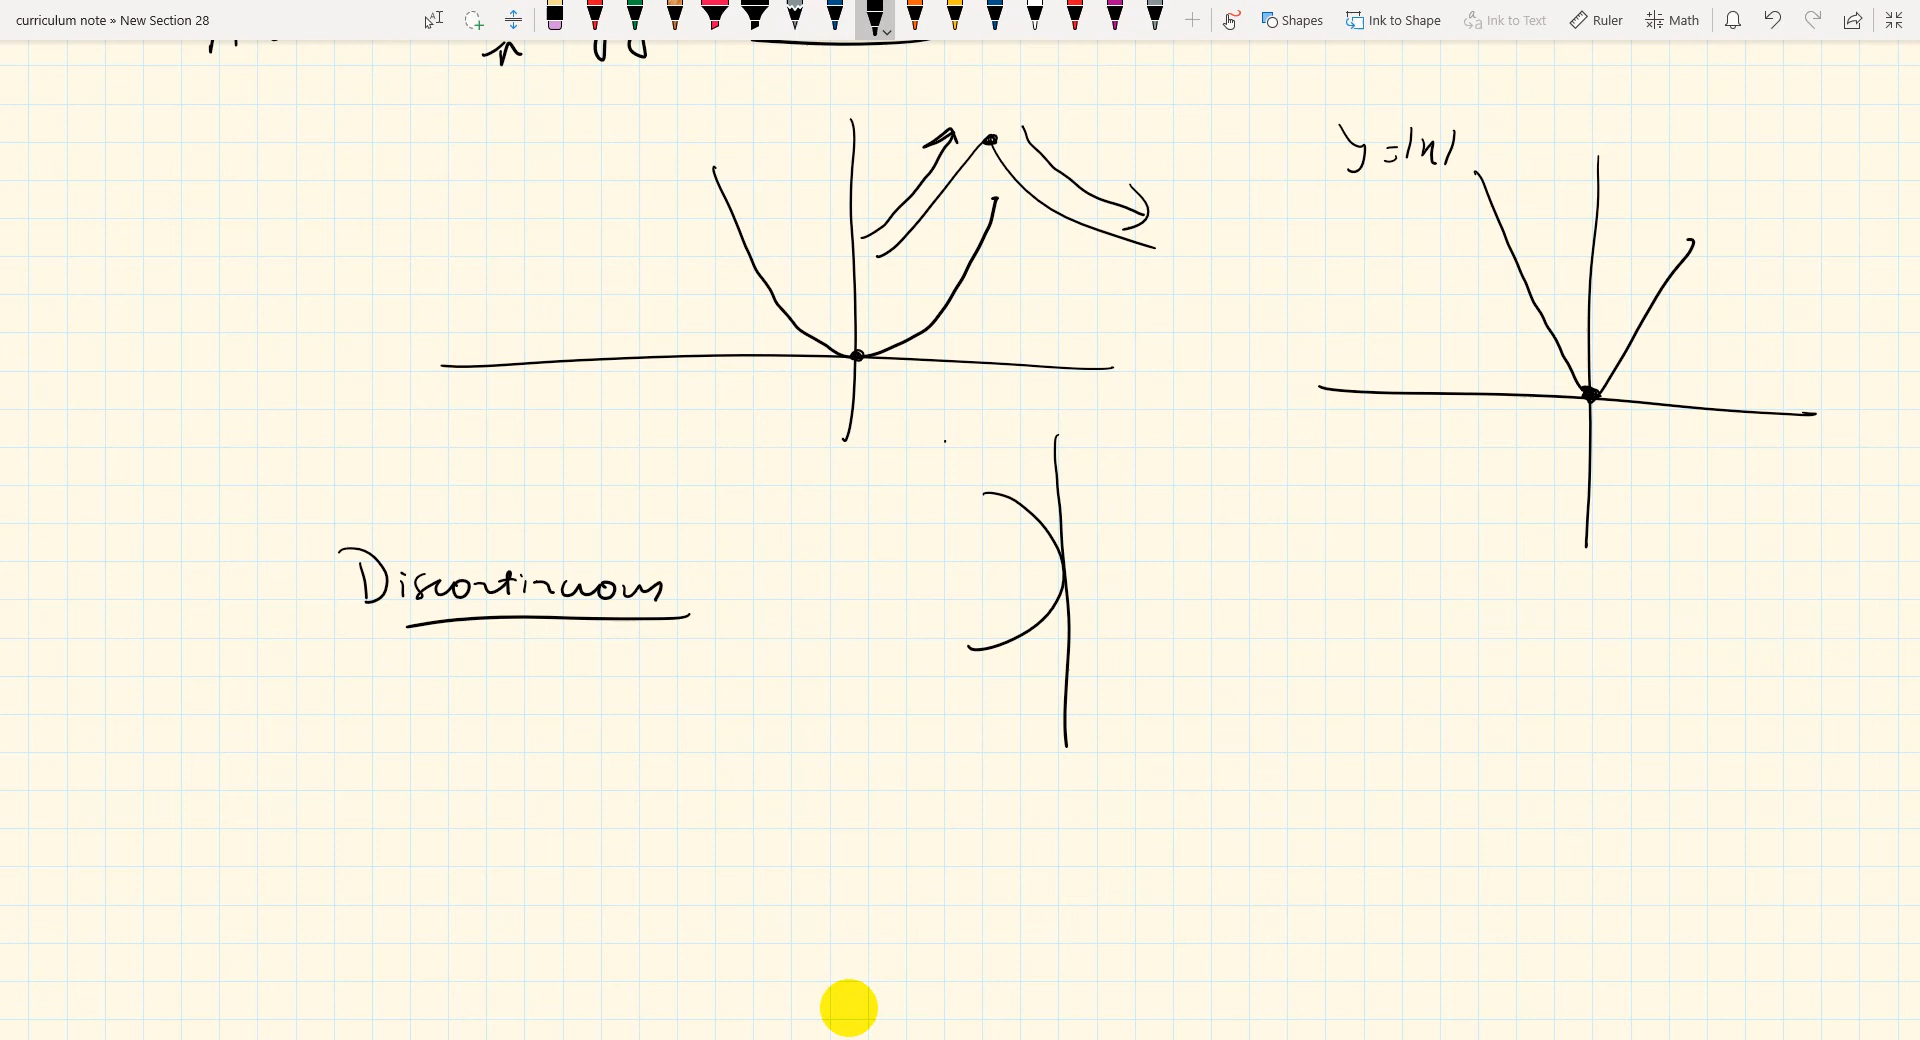 curriculum note » New Section 28
Shapes Ink to Shape Ink to Text Ruler Math
y = |x|
Discontinuous